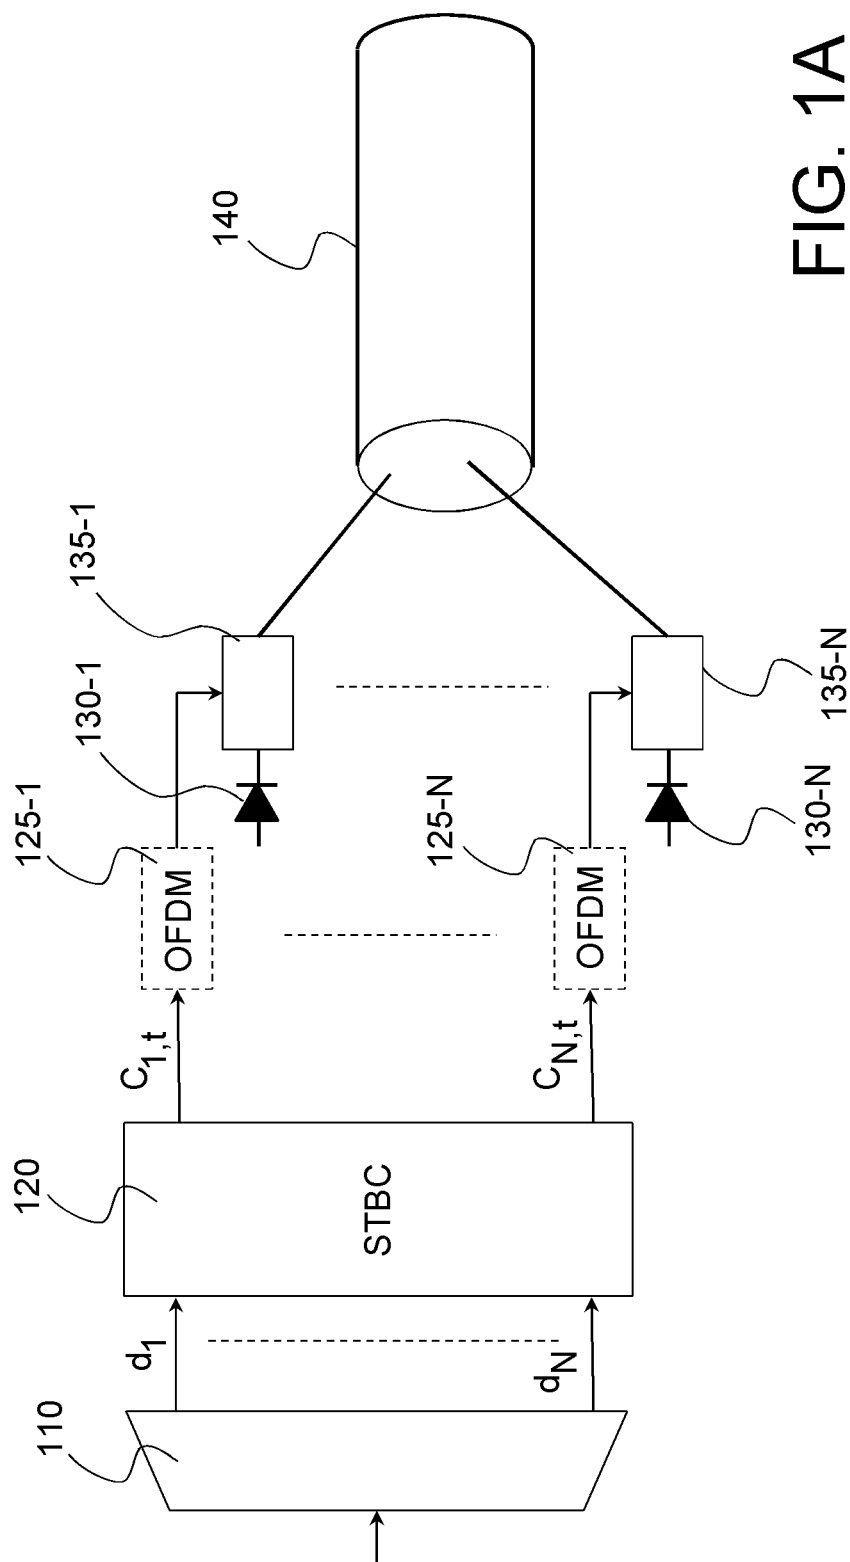 110
d1
dN
120
STBC
C1,t
CN,t
125-1
OFDM
125-N
OFDM
130-1
130-N
135-1
135-N
140
FIG. 1A